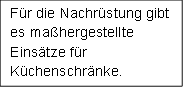 Für die Nachrüstung gibt
es maßhergestellte
Einsätze für
Küchenschränke.